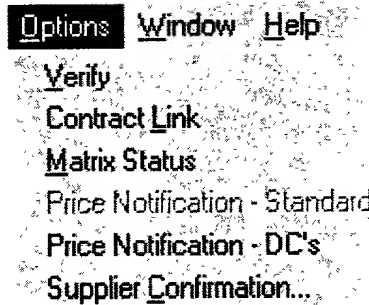 Options Window Help
Verify
Contract Link
Matrix Status
Price Notification - Standard
Price Notification - DC's
Supplier Confirmation...